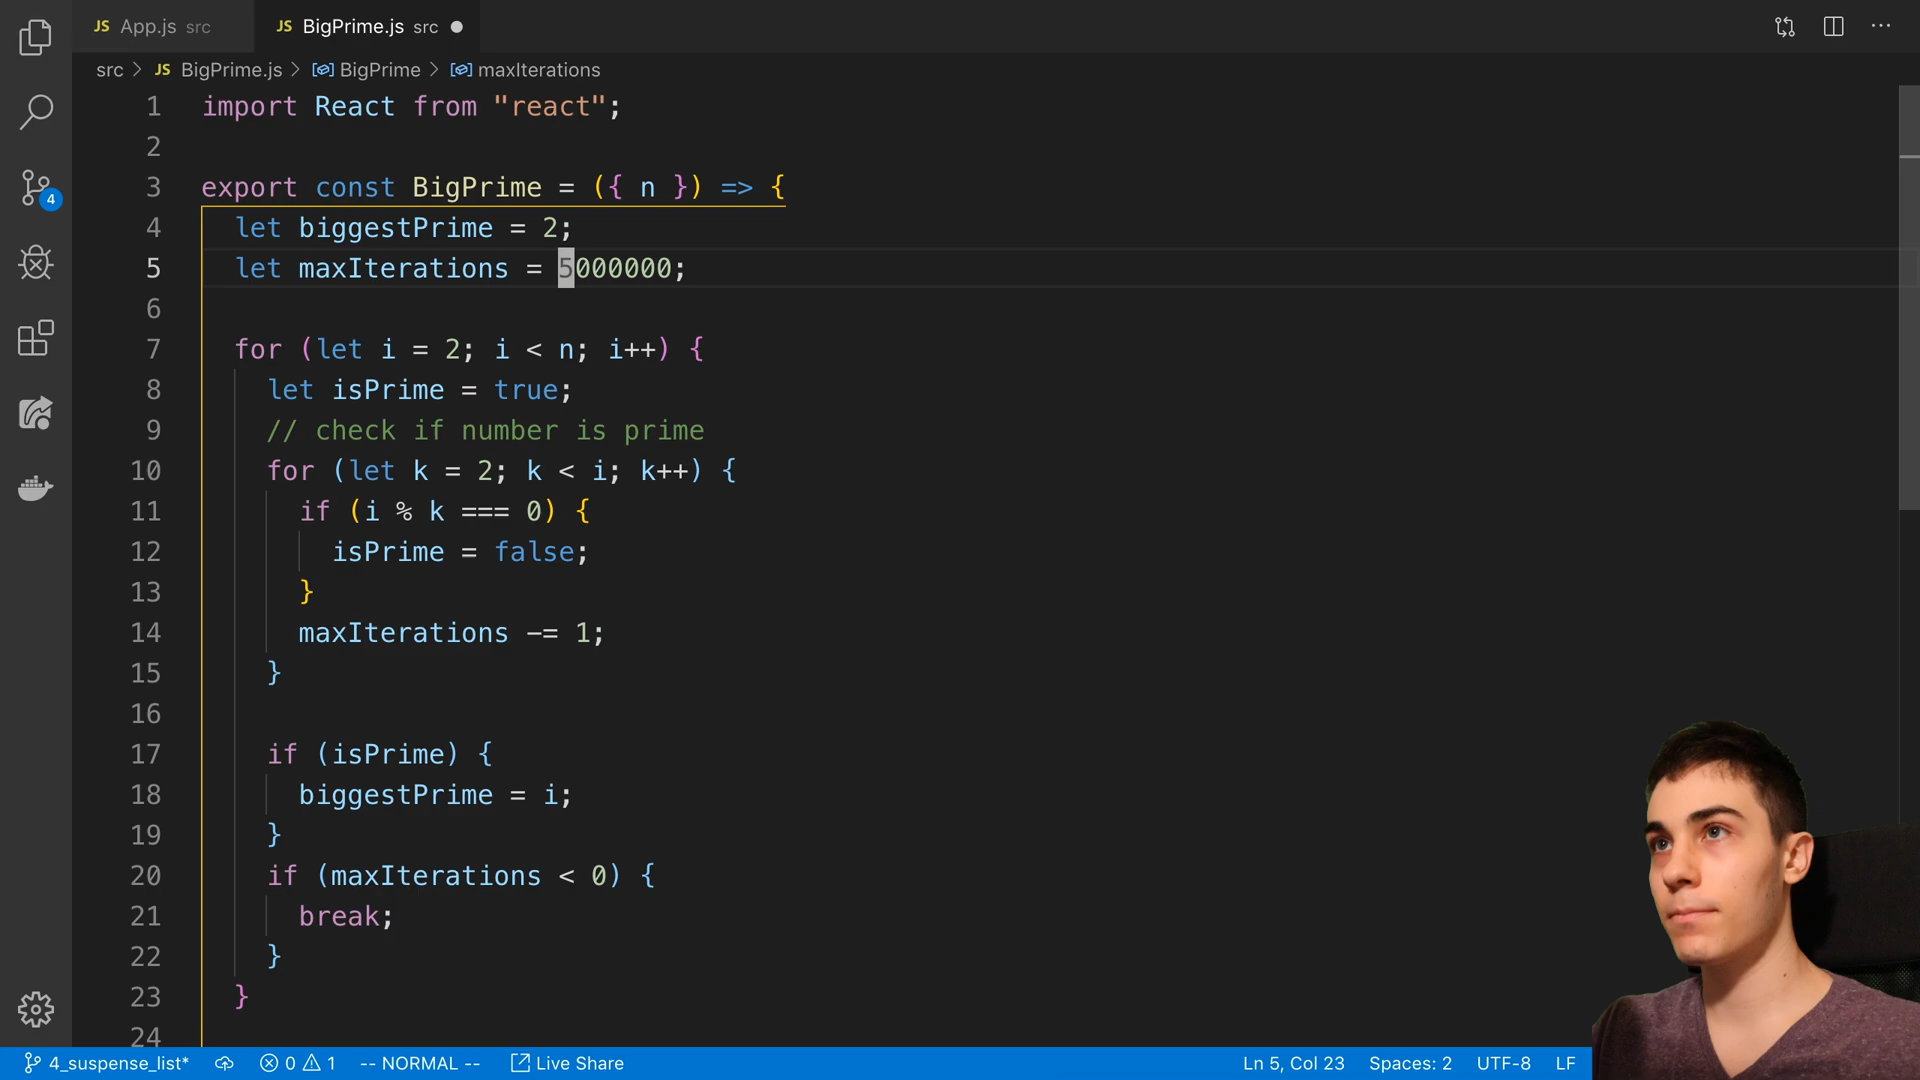 JS App.js src
JS BigPrime.js src
src > JS BigPrime.js > BigPrime > maxIterations
1 import React from "react";
2
3 export const BigPrime = ({ n }) => {
4 let biggestPrime = 2;
5 let maxIterations = 5000000;
6
7 for (let i = 2; i < n; i++) {
8 let isPrime = true;
9 // check if number is prime
10 for (let k = 2; k < i; k++) {
11 if (i % k === 0) {
12 isPrime = false;
13 }
14 maxIterations -= 1;
15 }
16
17 if (isPrime) {
18 biggestPrime = i;
19 }
20 if (maxIterations < 0) {
21 break;
22 }
23 }
24
4
4_suspense_list* 0 1 -- NORMAL -- Live Share Ln 5, Col 23 Spaces: 2 UTF-8 LF